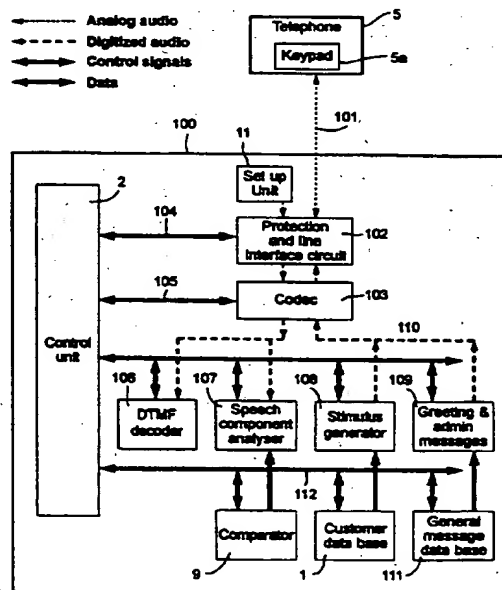 Analog audio
Digitized audio
Control signals
Data
Telephone
Keypad
5
5a
101
100
11
2
Set up
Unit
104
Protection
and line
interface circuit
102
105
Codec
103
110
Control
unit
106
107
108
109
DTMF
decoder
Speech
component
analyser
Stimulus
generator
Greeting &
admin
messages
112
Comparator
Customer
data base
General
message
data base
9
1
111